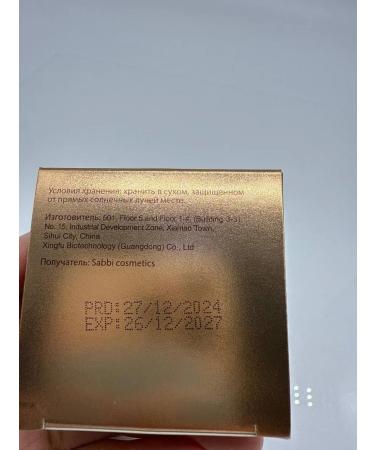 Условия хранения: хранить в сухом, защищенном
от прямых солнечных лучей месте.
Изготовитель: 501, Floor 5 and Floor 1-4, (Building 3-3)
No. 15, Industrial Development Zone, Xiamao Town,
Sihui City, China
Xingfu Biotechnology (Guangdong) Co., Ltd
Получатель: Sabbi cosmetics
PRD:27/12/2024
EXP:26/12/2027